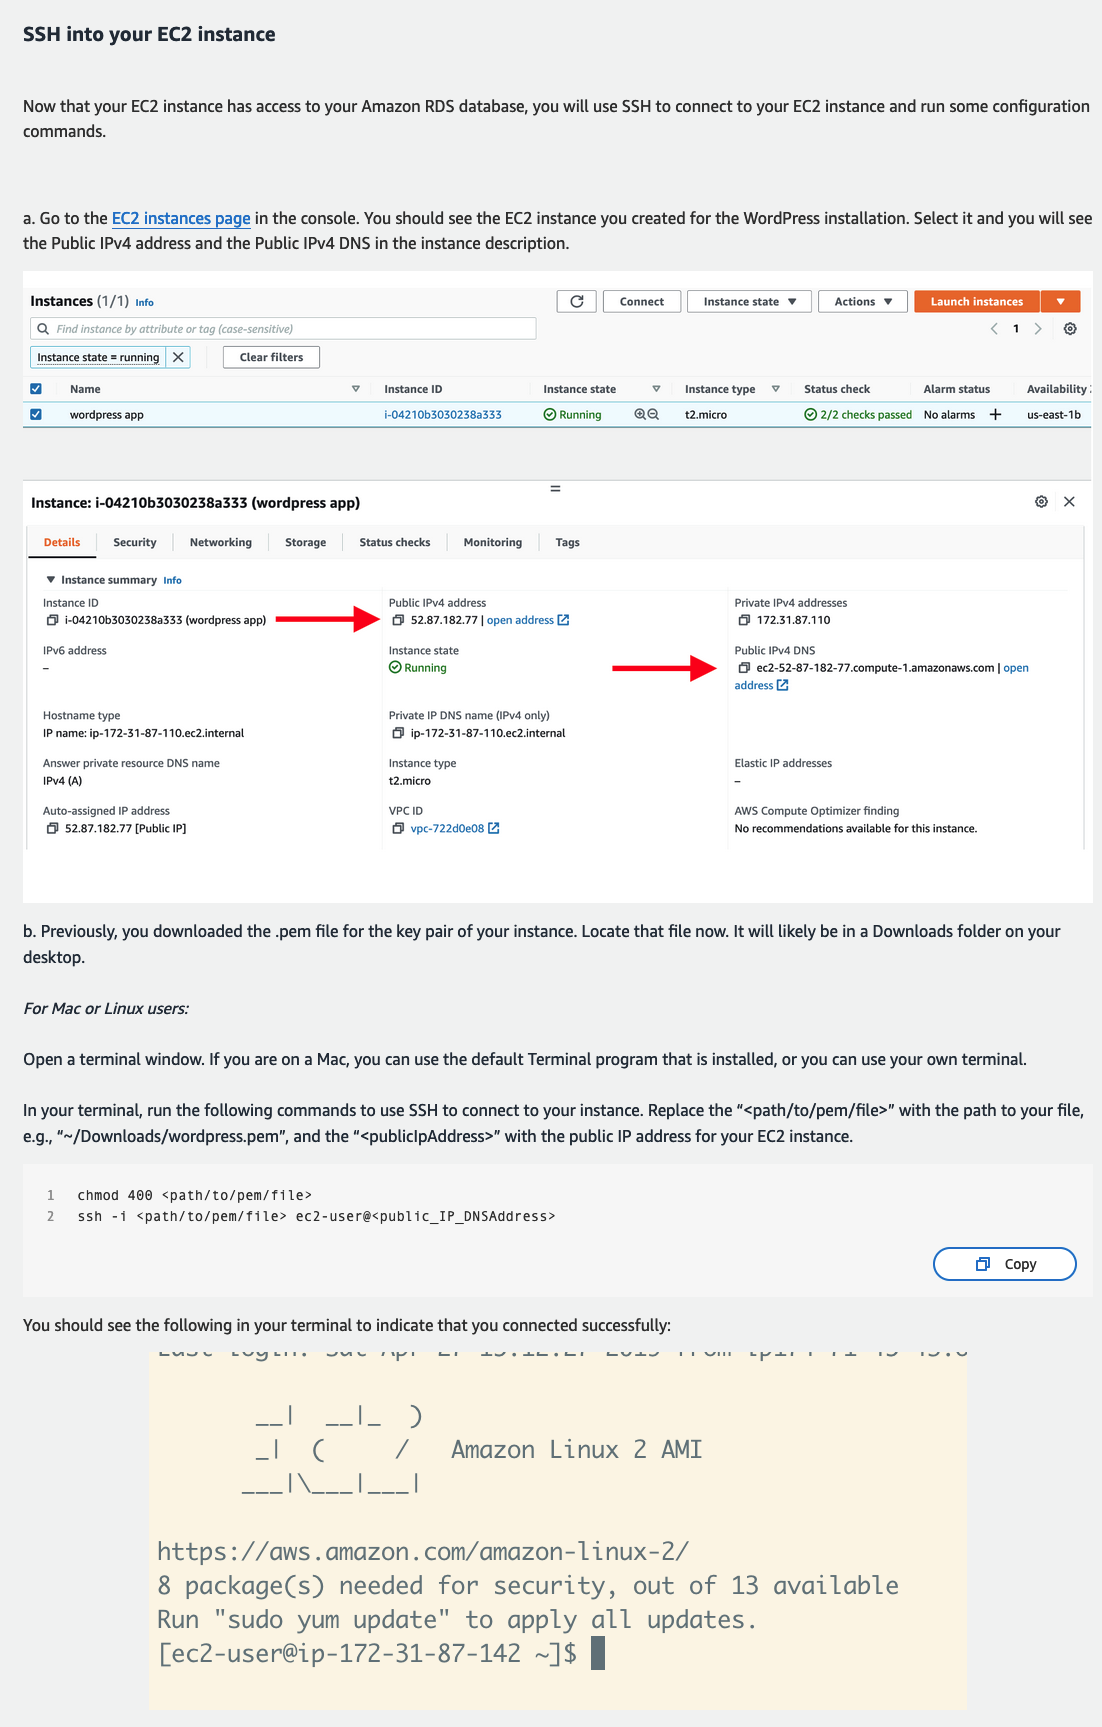 SSH into your EC2 instance
Now that your EC2 instance has access to your Amazon RDS database, you will use SSH to connect to your EC2 instance and run some configuration
commands.
a. Go to the EC2 instances page in the console. You should see the EC2 instance you created for the WordPress installation. Select it and you will see
the Public IPv4 address and the Public IPv4 DNS in the instance description.
Instances (1/1) Info
Connect Instance state Actions Launch instances
Find instance by attribute or tag (case-sensitive)
1
Instance state = running Clear filters
Name Instance ID Instance state Instance type Status check Alarm status Availability
wordpress app i-04210b3030238a333 Running t2.micro 2/2 checks passed No alarms + us-east-1b
Instance: i-04210b3030238a333 (wordpress app)
Details Security Networking Storage Status checks Monitoring Tags
Instance summary Info
Instance ID Public IPv4 address Private IPv4 addresses
i-04210b3030238a333 (wordpress app) 52.87.182.77 | open address 172.31.87.110
IPv6 address Instance state Public IPv4 DNS
– Running ec2-52-87-182-77.compute-1.amazonaws.com | open
address
Hostname type Private IP DNS name (IPv4 only)
IP name: ip-172-31-87-110.ec2.internal ip-172-31-87-110.ec2.internal
Answer private resource DNS name Instance type Elastic IP addresses
IPv4 (A) t2.micro –
Auto-assigned IP address VPC ID AWS Compute Optimizer finding
52.87.182.77 [Public IP] vpc-722d0e08 No recommendations available for this instance.
b. Previously, you downloaded the .pem file for the key pair of your instance. Locate that file now. It will likely be in a Downloads folder on your
desktop.
For Mac or Linux users:
Open a terminal window. If you are on a Mac, you can use the default Terminal program that is installed, or you can use your own terminal.
In your terminal, run the following commands to use SSH to connect to your instance. Replace the “<path/to/pem/file>” with the path to your file,
e.g., “~/Downloads/wordpress.pem”, and the “<publicIpAddress>” with the public IP address for your EC2 instance.
1 chmod 400 <path/to/pem/file>
2 ssh -i <path/to/pem/file> ec2-user@<public_IP_DNSAddress>
Copy
You should see the following in your terminal to indicate that you connected successfully:
__|  __|_  )
_|  (     /   Amazon Linux 2 AMI
___|\___|___|
https://aws.amazon.com/amazon-linux-2/
8 package(s) needed for security, out of 13 available
Run "sudo yum update" to apply all updates.
[ec2-user@ip-172-31-87-142 ~]$